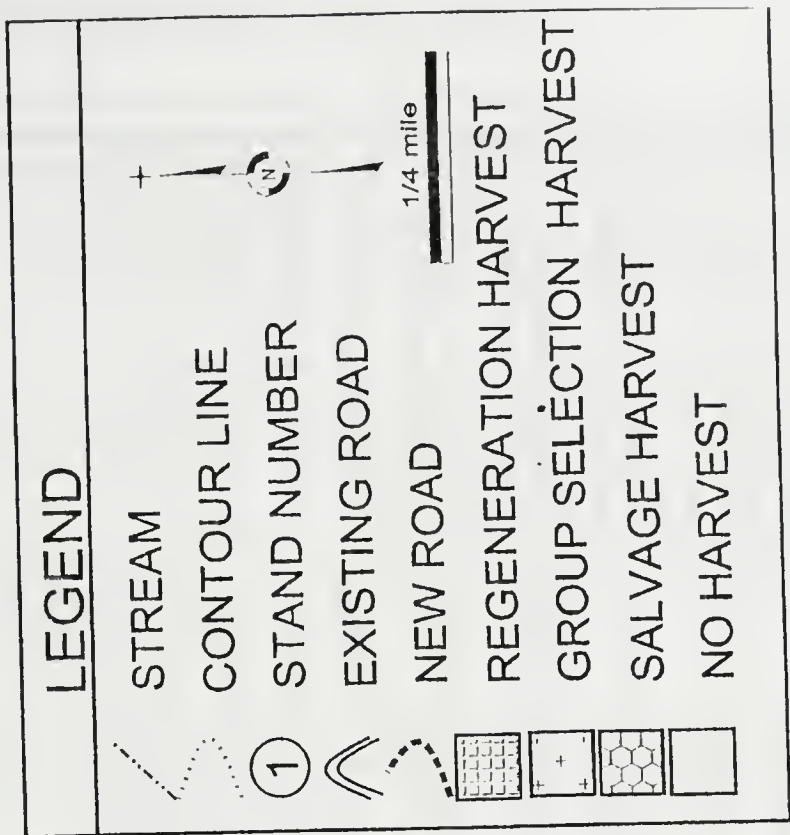 LEGEND
STREAM
CONTOUR LINE
1 STAND NUMBER
N
EXISTING ROAD
NEW ROAD
1/4 mile
REGENERATION HARVEST
GROUP SELECTION HARVEST
SALVAGE HARVEST
NO HARVEST